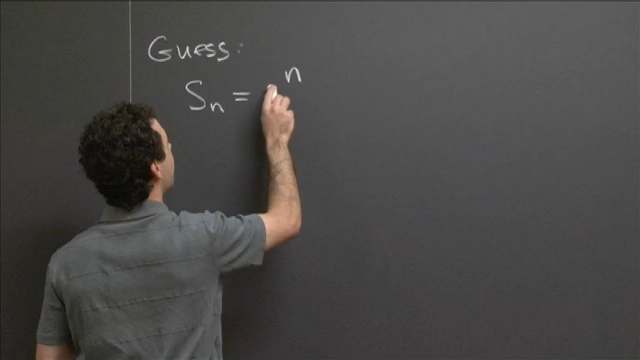 Guess:
Sₙ = ⁿ